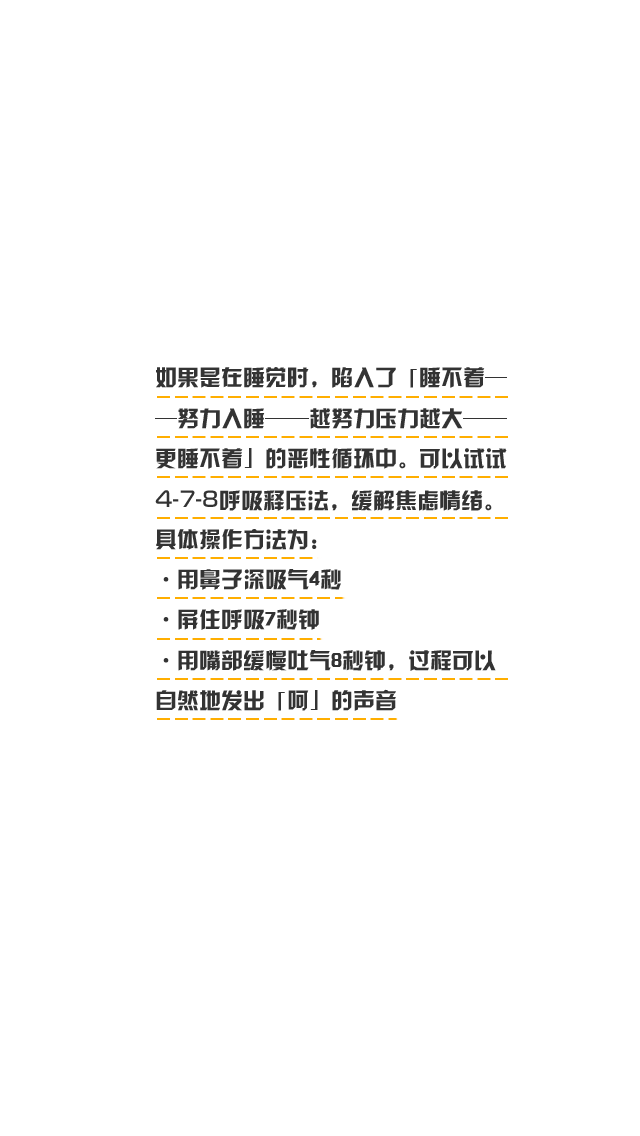 如果是在睡觉时，陷入了「睡不着—
—努力入睡——越努力压力越大——
更睡不着」的恶性循环中。可以试试
4-7-8呼吸释压法，缓解焦虑情绪。
具体操作方法为：
·用鼻子深吸气4秒
·屏住呼吸7秒钟
·用嘴部缓慢吐气8秒钟，过程可以
自然地发出「呵」的声音